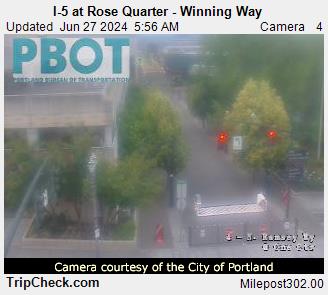 I-5 at Rose Quarter - Winning Way
Updated Jun 27 2024 5:56 AM Camera 4
PBOT
PORTLAND BUREAU OF TRANSPORTATION
Camera courtesy of the City of Portland
TripCheck.com Milepost302.00